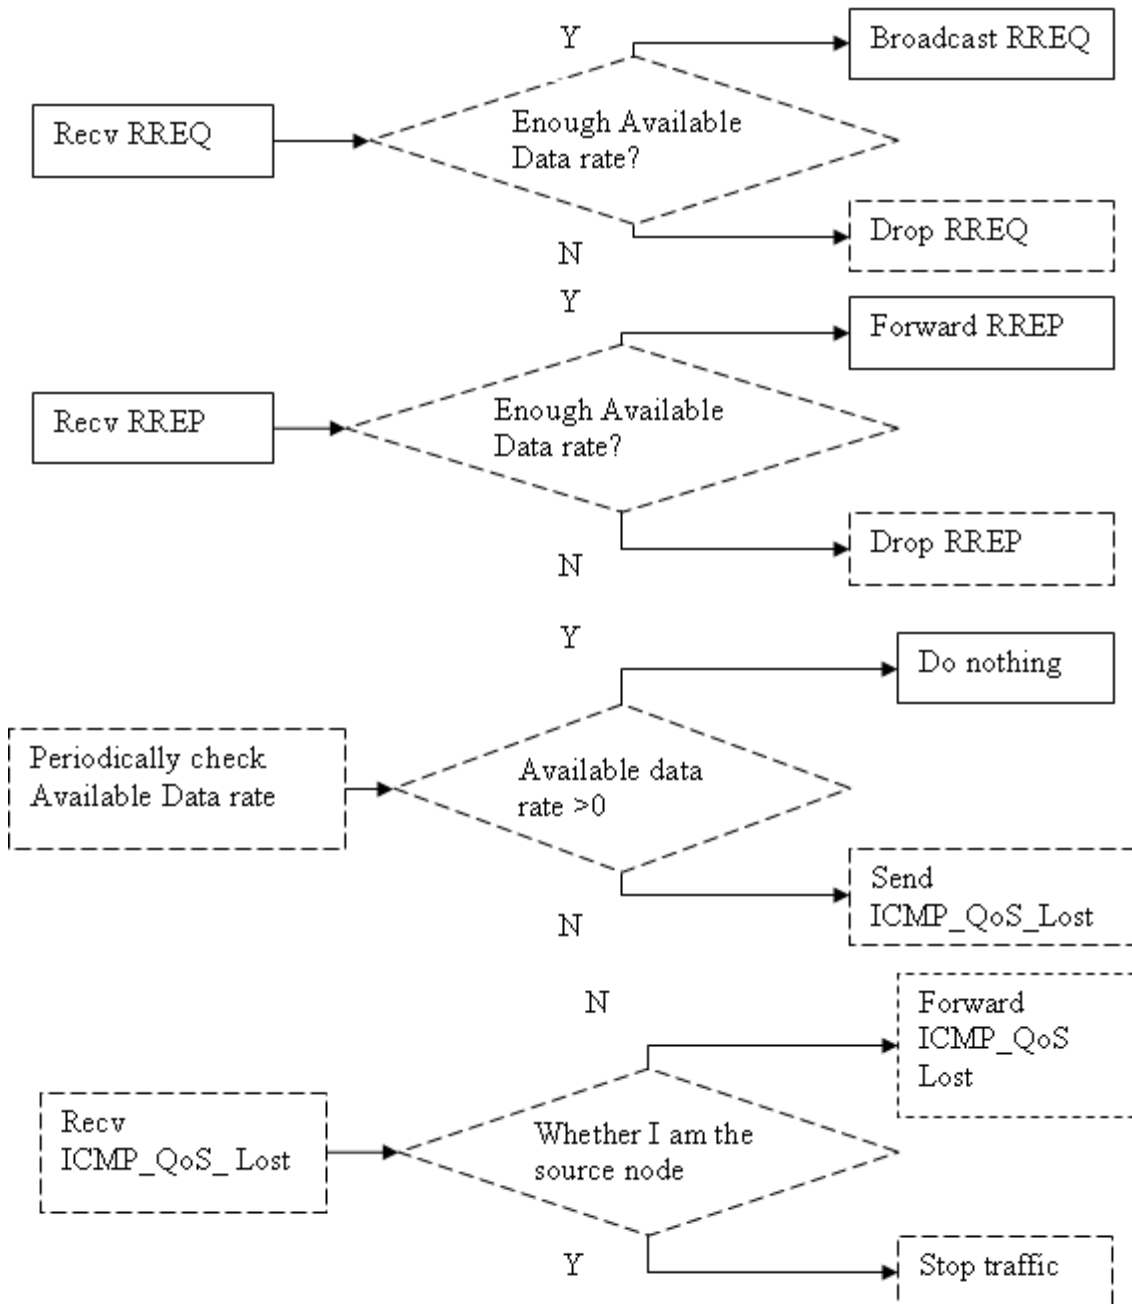 Y
Broadcast RREQ
Recv RREQ
Enough Available
Data rate?
Drop RREQ
N
Y
Forward RREP
Recv RREP
Enough Available
Data rate?
Drop RREP
N
Y
Do nothing
Periodically check
Available Data rate
Available data
rate >0
Send
ICMP_QoS_Lost
N
N
Forward
ICMP_QoS
Lost
Recv
ICMP_QoS_ Lost
Whether I am the
source node
Y
Stop traffic